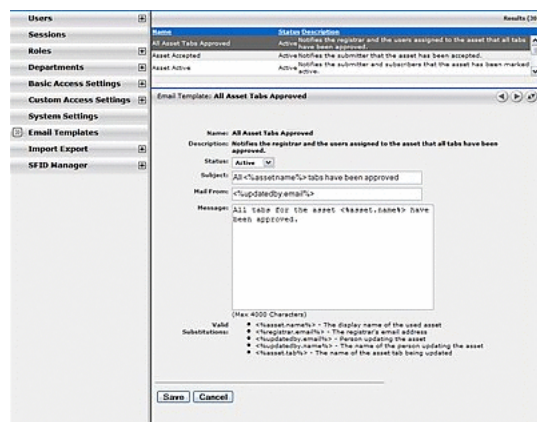 Users
Sessions
Roles
Departments
Basic Access Settings
Custom Access Settings
System Settings
Email Templates
Import Export
SFID Manager
Results (39
Name Status Description
All Asset Tabs Approved Active Notifies the registrar and the users assigned to the asset that all tabs have been approved.
Asset Accepted Active Notifies the submitter that the asset has been accepted.
Asset Active Active Notifies the submitter and subscribers that the asset has been marked active.
Email Template: All Asset Tabs Approved
Name: All Asset Tabs Approved
Description: Notifies the registrar and the users assigned to the asset that all tabs have been
approved.
Status: Active
Subject: All <%assetname%> tabs have been approved
Mail From: <%updatedby.email%>
Message: All tabs for the asset <%asset.name%> have
been approved.
(Max 4000 Characters)
Valid Substitutions:
<%asset.name%> - The display name of the used asset
<%registrar.email%> - The registrar's email address
<%updatedby.email%> - Person updating the asset
<%updatedby.name%> - The name of the person updating the asset
<%asset.tab%> - The name of the asset tab being updated
Save Cancel